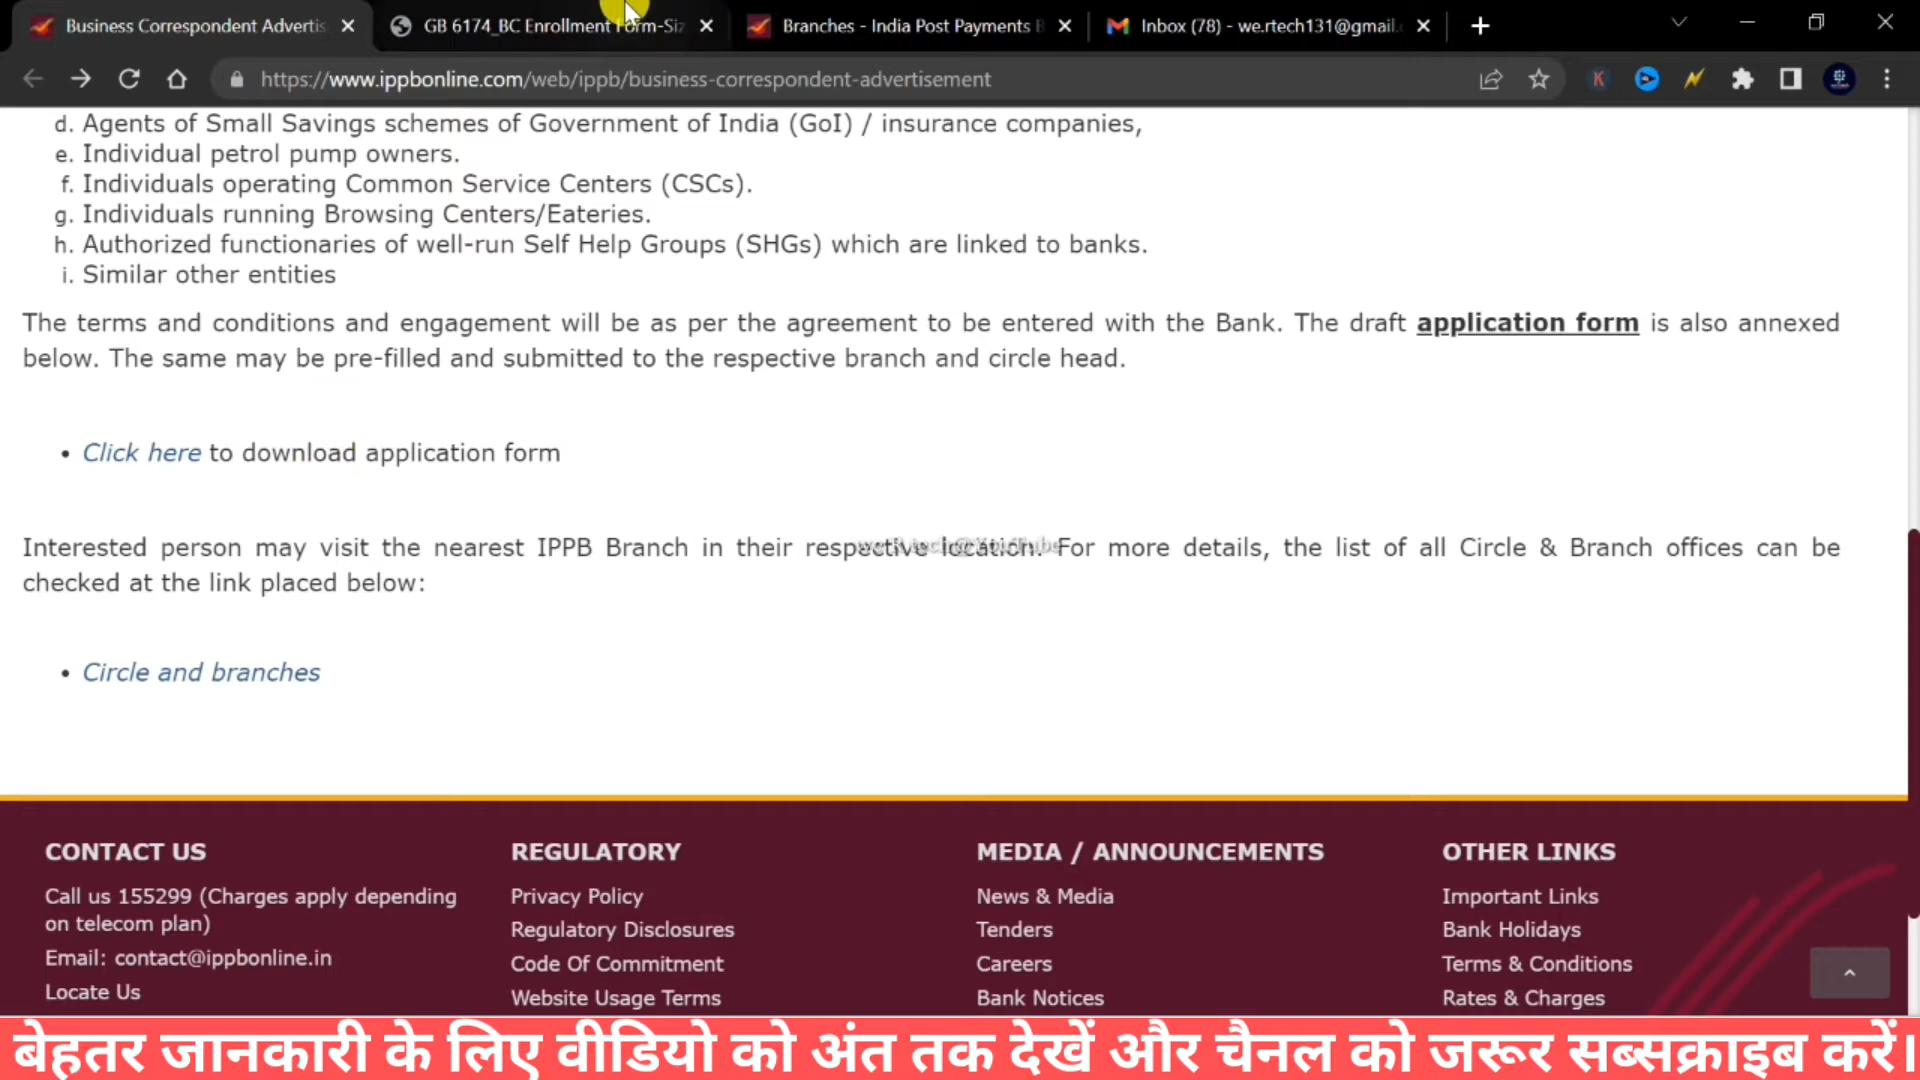 Business Correspondent Advertis
GB 6174_BC Enrollment Form-Siz
Branches - India Post Payments B
Inbox (78) - we.rtech131@gmail.
https://www.ippbonline.com/web/ippb/business-correspondent-advertisement
d. Agents of Small Savings schemes of Government of India (GoI) / insurance companies,
e. Individual petrol pump owners.
f. Individuals operating Common Service Centers (CSCs).
g. Individuals running Browsing Centers/Eateries.
h. Authorized functionaries of well-run Self Help Groups (SHGs) which are linked to banks.
i. Similar other entities
The terms and conditions and engagement will be as per the agreement to be entered with the Bank. The draft application form is also annexed
below. The same may be pre-filled and submitted to the respective branch and circle head.
• Click here to download application form
Interested person may visit the nearest IPPB Branch in their respective location. For more details, the list of all Circle & Branch offices can be
checked at the link placed below:
• Circle and branches
CONTACT US
Call us 155299 (Charges apply depending
on telecom plan)
Email: contact@ippbonline.in
Locate Us
REGULATORY
Privacy Policy
Regulatory Disclosures
Code Of Commitment
Website Usage Terms
MEDIA / ANNOUNCEMENTS
News & Media
Tenders
Careers
Bank Notices
OTHER LINKS
Important Links
Bank Holidays
Terms & Conditions
Rates & Charges
बेहतर जानकारी के लिए वीडियो को अंत तक देखें और चैनल को जरूर सब्सक्राइब करें।